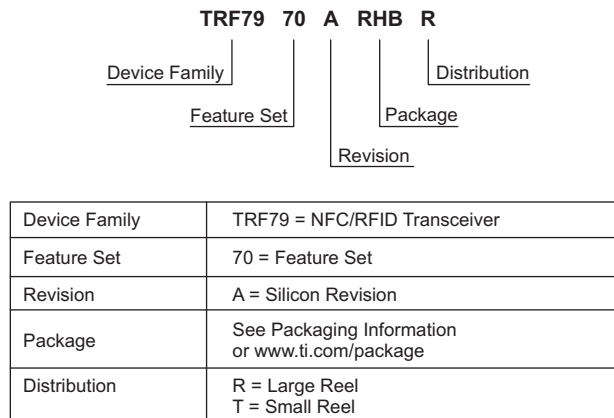 TRF79 70 A RHB R
Device Family
Distribution
Feature Set
Package
Revision
Device Family TRF79 = NFC/RFID Transceiver
Feature Set 70 = Feature Set
Revision A = Silicon Revision
Package See Packaging Information
or www.ti.com/package
Distribution R = Large Reel
T = Small Reel